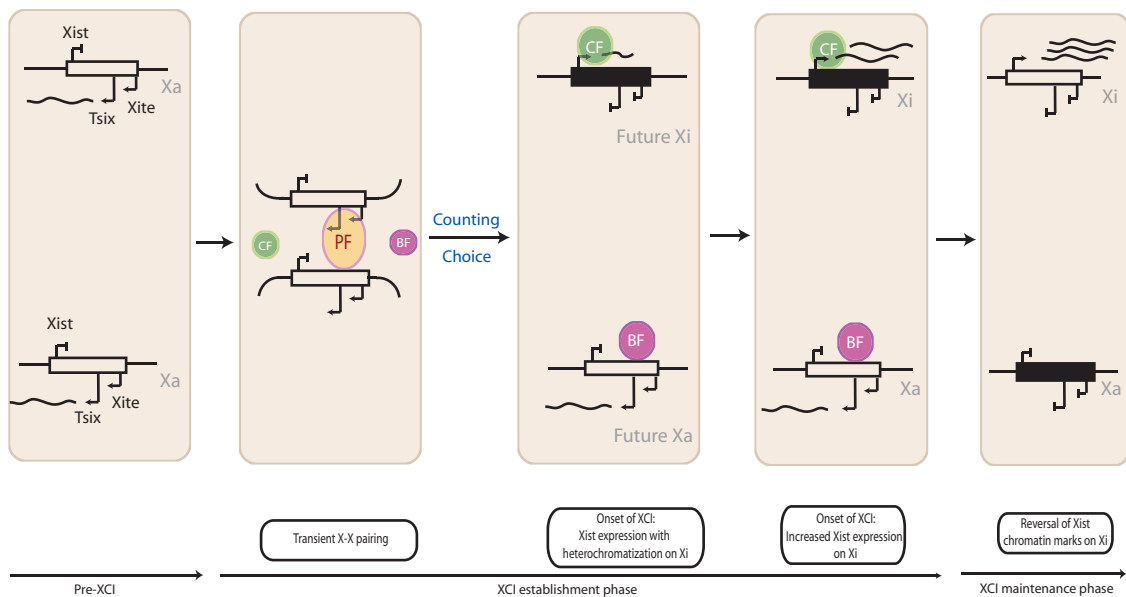 Xist
Xa
Xite
Tsix
Xist
Xa
Xite
Tsix
CF
PF
BF
Counting
Choice
CF
Future Xi
BF
Future Xa
CF
Xi
BF
Xa
Xi
Xa
Transient X-X pairing
Onset of XCI:
Xist expression with
heterochromatization on Xi
Onset of XCI:
Increased Xist expression
on Xi
Reversal of Xist
chromatin marks on Xi
Pre-XCI
XCI establishment phase
XCI maintenance phase